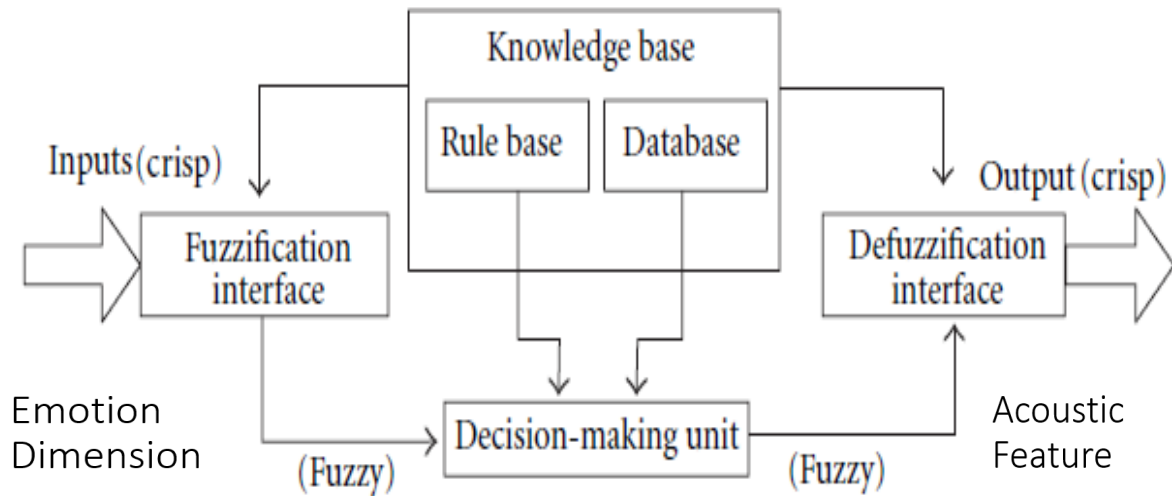 Knowledge base
Rule base
Database
Inputs (crisp)
Output (crisp)
Fuzzification
interface
Defuzzification
interface
Emotion
Dimension
(Fuzzy)
Decision-making unit
(Fuzzy)
Acoustic
Feature